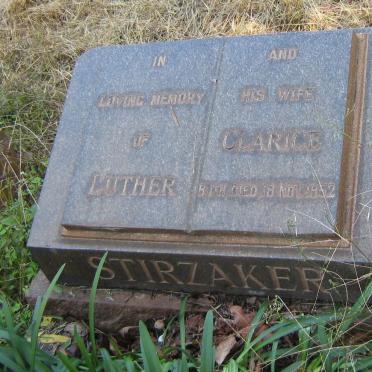 IN
LOVING MEMORY
OF
LUTHER
AND
HIS WIFE
CLARICE
DIED 18 NOV. 1952
STIRZAKER